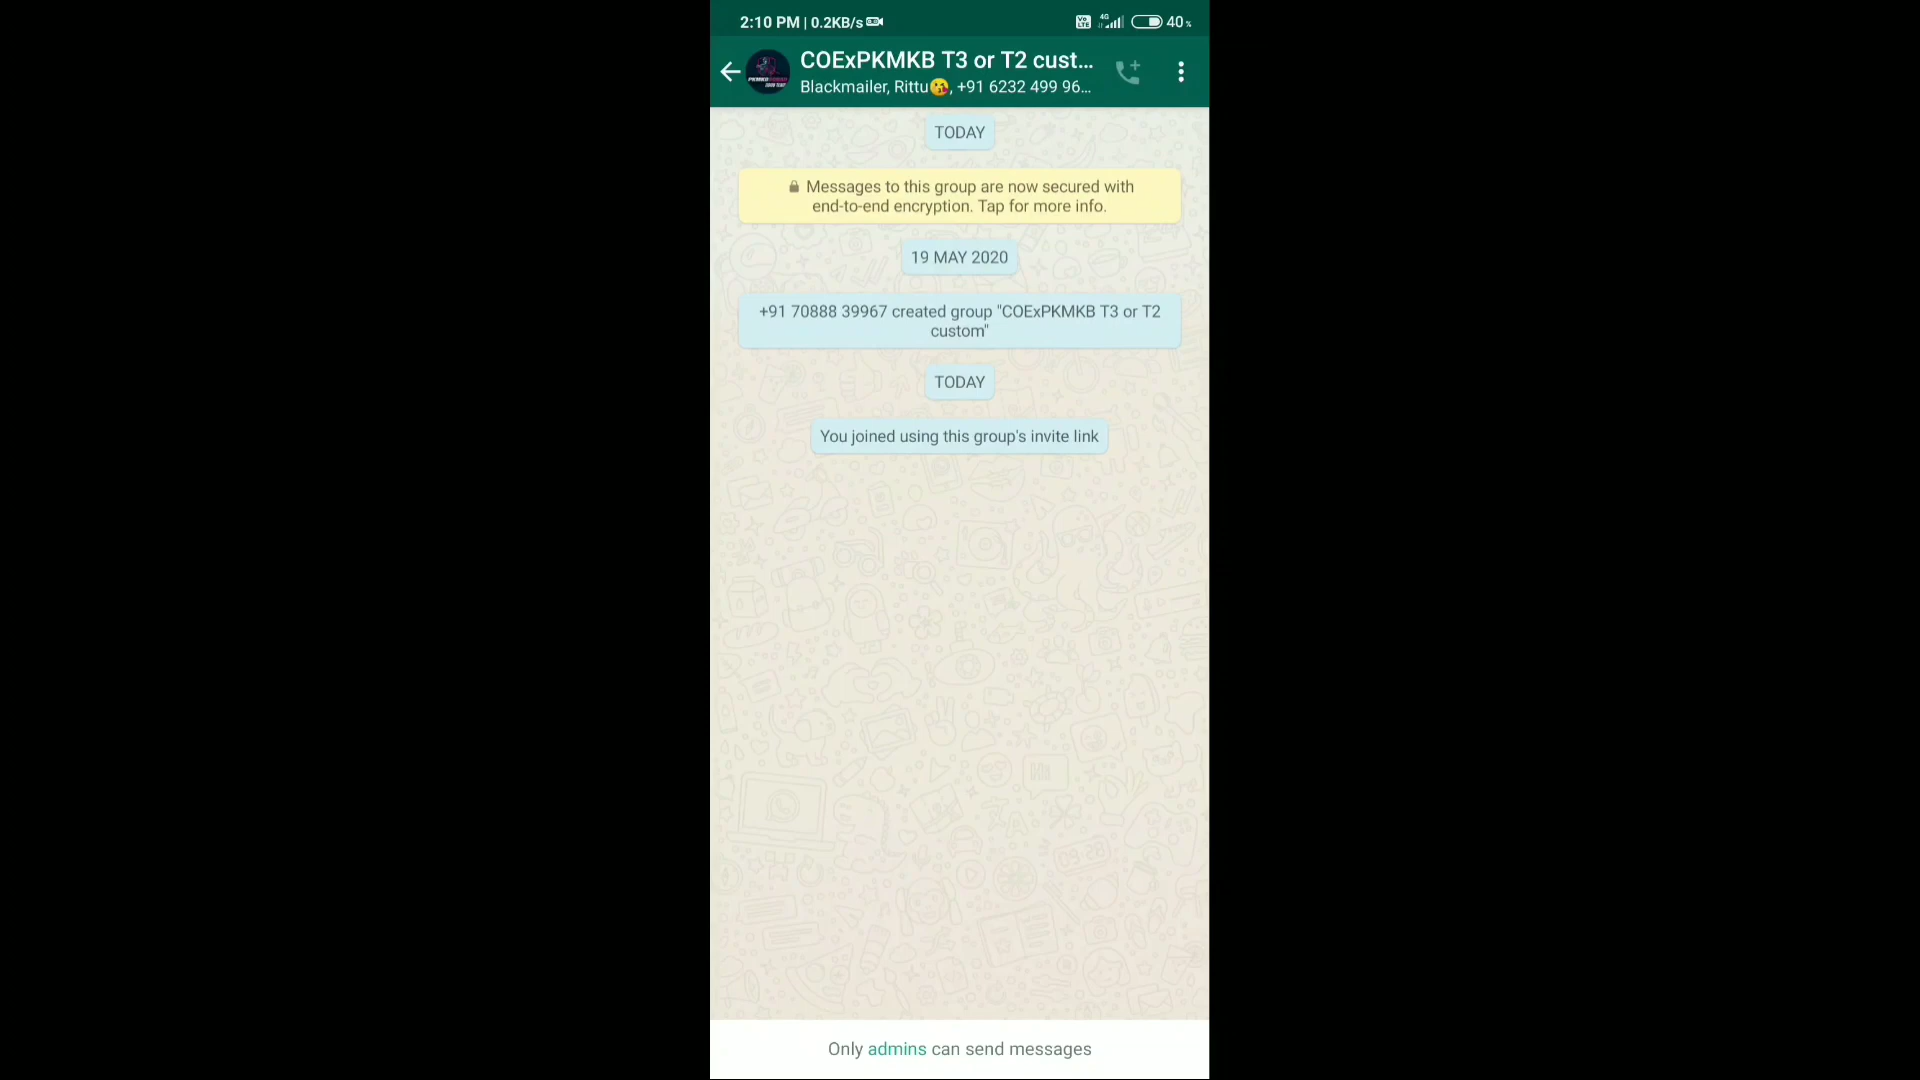 2:10 PM | 0.2KB/s
Vo LTE 4G 40 %
COExPKMKB T3 or T2 cust...
Blackmailer, Rittu😘, +91 6232 499 96...
TODAY
🔒 Messages to this group are now secured with
end-to-end encryption. Tap for more info.
19 MAY 2020
+91 70888 39967 created group "COExPKMKB T3 or T2
custom"
TODAY
You joined using this group's invite link
Only admins can send messages